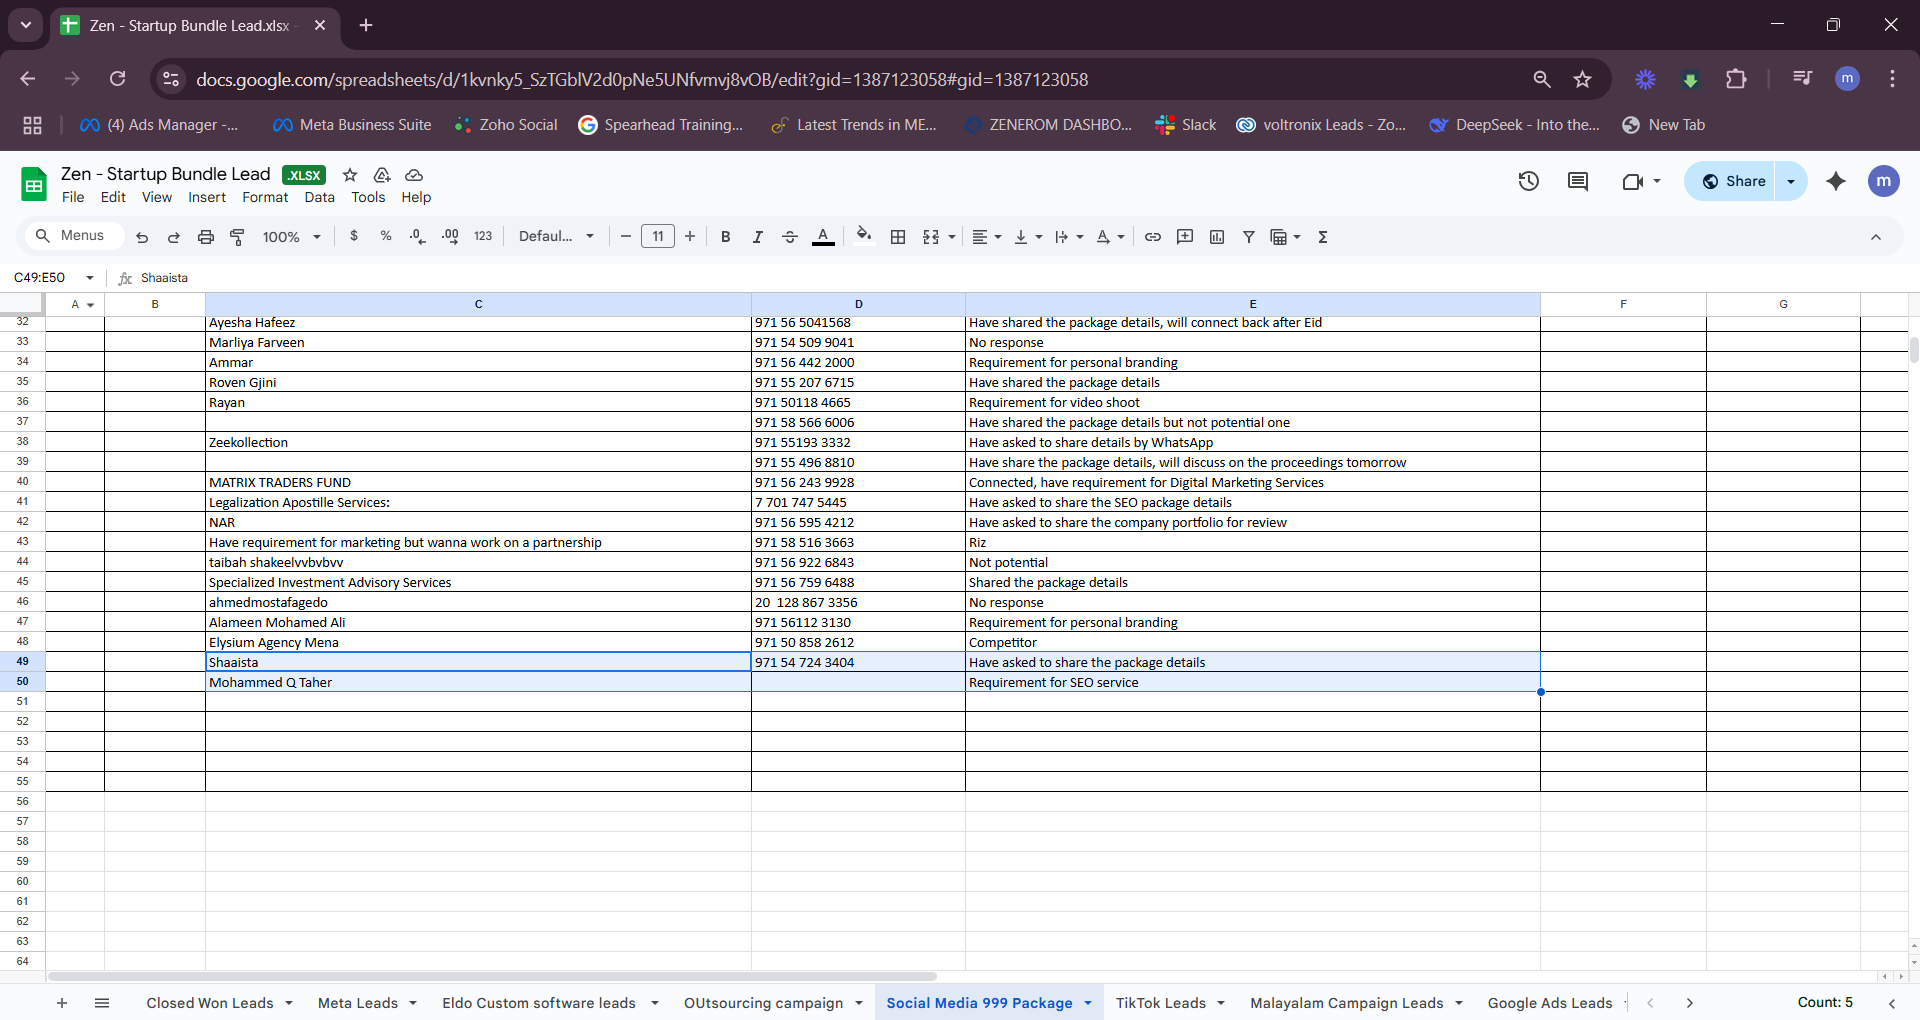 Zen - Startup Bundle Lead.xlsx -
docs.google.com/spreadsheets/d/1kvnky5_SzTGblV2d0pNe5UNfvmvj8vOB/edit?gid=1387123058#gid=1387123058
m
(4) Ads Manager -... Meta Business Suite Zoho Social Spearhead Training... Latest Trends in ME... ZENEROM DASHBO... Slack voltronix Leads - Zo... DeepSeek - Into the... New Tab
Zen - Startup Bundle Lead .XLSX
File Edit View Insert Format Data Tools Help
Share
m
Menus 100% $ % .0 .00 123 Defaul... - 11 + B I A Σ
C49:E50 fx Shaaista
A B C D E F G
32 Ayesha Hafeez 971 56 5041568 Have shared the package details, will connect back after Eid
33 Marliya Farveen 971 54 509 9041 No response
34 Ammar 971 56 442 2000 Requirement for personal branding
35 Roven Gjini 971 55 207 6715 Have shared the package details
36 Rayan 971 50118 4665 Requirement for video shoot
37 971 58 566 6006 Have shared the package details but not potential one
38 Zeekollection 971 55193 3332 Have asked to share details by WhatsApp
39 971 55 496 8810 Have share the package details, will discuss on the proceedings tomorrow
40 MATRIX TRADERS FUND 971 56 243 9928 Connected, have requirement for Digital Marketing Services
41 Legalization Apostille Services: 7 701 747 5445 Have asked to share the SEO package details
42 NAR 971 56 595 4212 Have asked to share the company portfolio for review
43 Have requirement for marketing but wanna work on a partnership 971 58 516 3663 Riz
44 taibah shakeelvvbvbvv 971 56 922 6843 Not potential
45 Specialized Investment Advisory Services 971 56 759 6488 Shared the package details
46 ahmedmostafagedo 20 128 867 3356 No response
47 Alameen Mohamed Ali 971 56112 3130 Requirement for personal branding
48 Elysium Agency Mena 971 50 858 2612 Competitor
49 Shaaista 971 54 724 3404 Have asked to share the package details
50 Mohammed Q Taher Requirement for SEO service
51
52
53
54
55
56
57
58
59
60
61
62
63
64
Closed Won Leads Meta Leads Eldo Custom software leads OUtsourcing campaign Social Media 999 Package TikTok Leads Malayalam Campaign Leads Google Ads Leads Count: 5